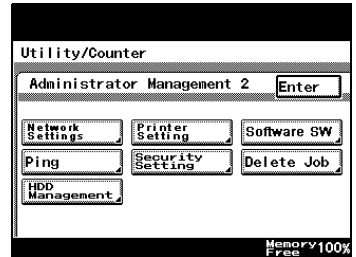 Utility/Counter
Administrator Management 2
Enter
Network Settings
Printer Setting
Software SW
Ping
Security Setting
Delete Job
HDD Management
Memory Free 100%